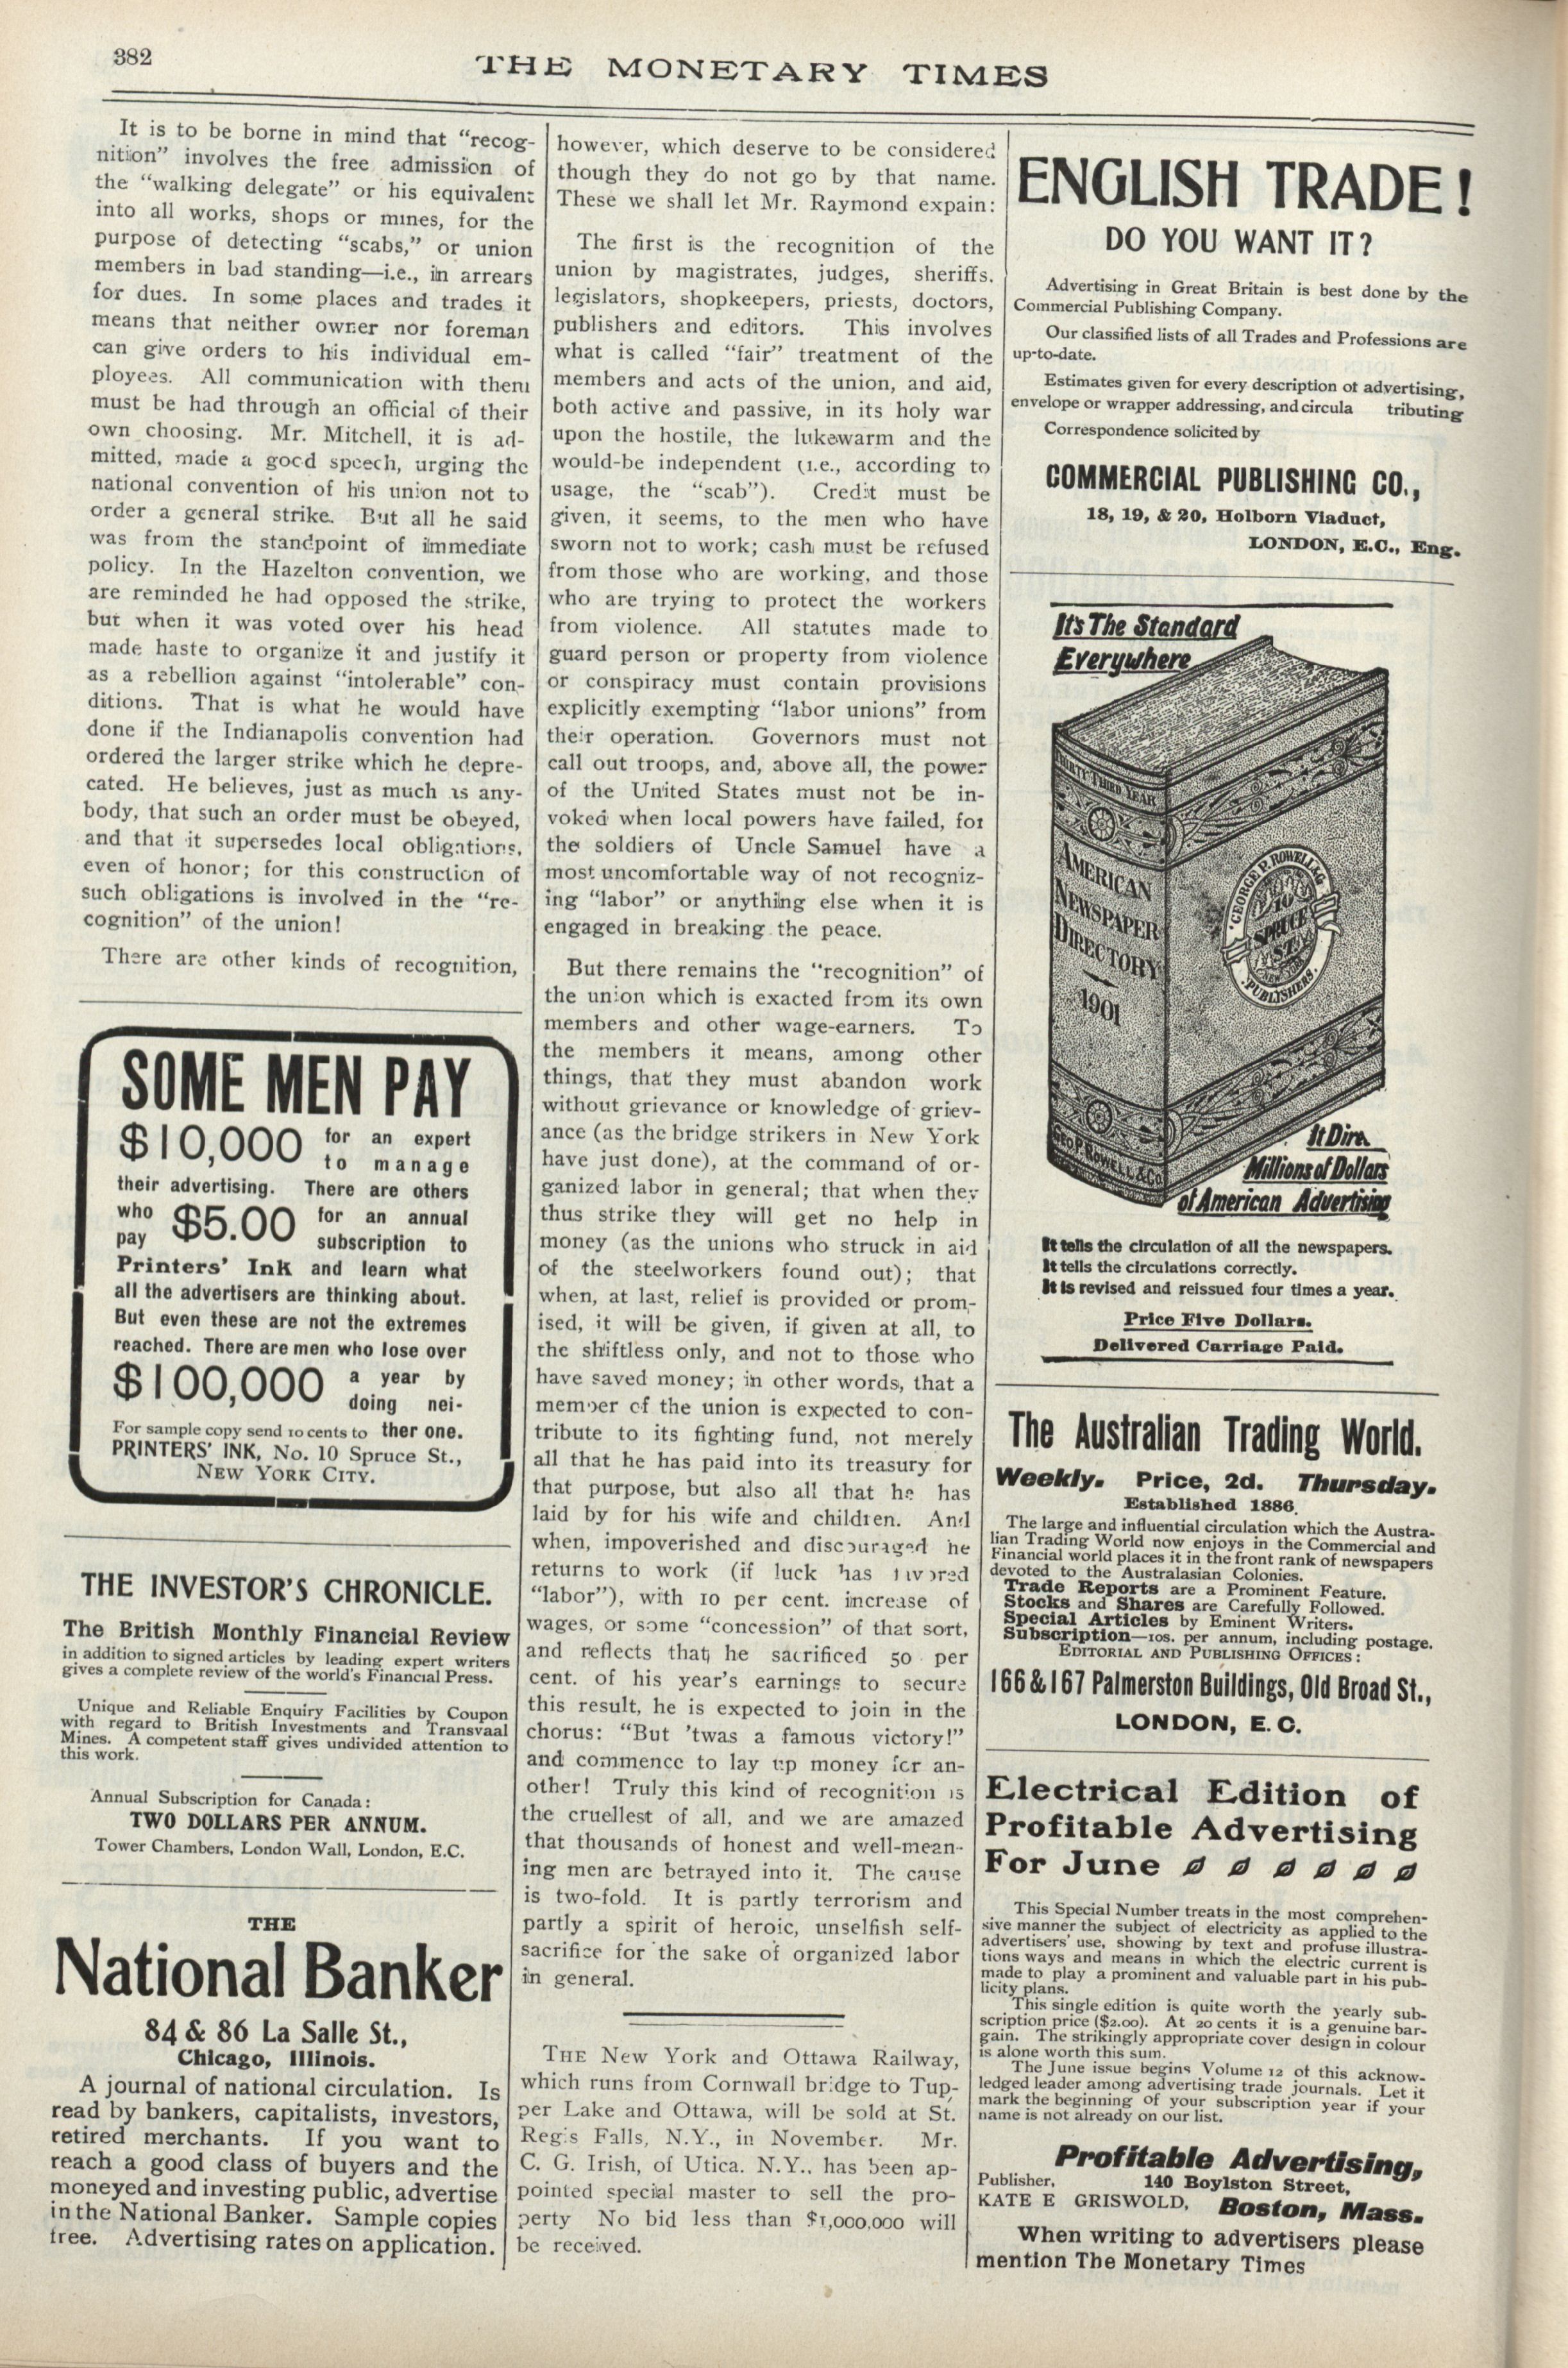 382
THE MONETARY TIMES
It is to be borne in mind that "recog-
nition" involves the free admission of
the "walking delegate" or his equivalent
into all works, shops or mines, for the
purpose of detecting "scabs," or union
members in bad standing—i.e., in arrears
for dues. In some places and trades it
means that neither owner nor foreman
can give orders to his individual em-
ployees. All communication with them
must be had through an official of their
own choosing. Mr. Mitchell, it is ad-
mitted, made a good speech, urging the
national convention of his union not to
order a general strike. But all he said
was from the standpoint of immediate
policy. In the Hazelton convention, we
are reminded he had opposed the strike,
but when it was voted over his head
made haste to organize it and justify it
as a rebellion against "intolerable" con-
ditions. That is what he would have
done if the Indianapolis convention had
ordered the larger strike which he depre-
cated. He believes, just as much as any-
body, that such an order must be obeyed,
and that it supersedes local obligations,
even of honor; for this construction of
such obligations is involved in the "re-
cognition" of the union!
There are other kinds of recognition,
SOME MEN PAY
$10,000 for an expert
to manage
their advertising. There are others
who pay $5.00 for an annual
subscription to
Printers' Ink and learn what
all the advertisers are thinking about.
But even these are not the extremes
reached. There are men who lose over
$100,000 a year by
doing nei-
For sample copy send 10 cents to ther one.
PRINTERS' INK, No. 10 Spruce St.,
NEW YORK CITY.
THE INVESTOR'S CHRONICLE.
The British Monthly Financial Review
in addition to signed articles by leading expert writers
gives a complete review of the world's Financial Press.
Unique and Reliable Enquiry Facilities by Coupon
with regard to British Investments and Transvaal
Mines. A competent staff gives undivided attention to
this work.
Annual Subscription for Canada:
TWO DOLLARS PER ANNUM.
Tower Chambers, London Wall, London, E.C.
THE
National Banker
84 & 86 La Salle St.,
Chicago, Illinois.
A journal of national circulation. Is
read by bankers, capitalists, investors,
retired merchants. If you want to
reach a good class of buyers and the
moneyed and investing public, advertise
in the National Banker. Sample copies
free. Advertising rates on application.
however, which deserve to be considered
though they do not go by that name.
These we shall let Mr. Raymond expain:
The first is the recognition of the
union by magistrates, judges, sheriffs,
legislators, shopkeepers, priests, doctors,
publishers and editors. This involves
what is called "fair" treatment of the
members and acts of the union, and aid,
both active and passive, in its holy war
upon the hostile, the lukewarm and the
would-be independent (i.e., according to
usage, the "scab"). Credit must be
given, it seems, to the men who have
sworn not to work; cash must be refused
from those who are working, and those
who are trying to protect the workers
from violence. All statutes made to
guard person or property from violence
or conspiracy must contain provisions
explicitly exempting "labor unions" from
their operation. Governors must not
call out troops, and, above all, the power
of the United States must not be in-
voked when local powers have failed, for
the soldiers of Uncle Samuel have a
most uncomfortable way of not recogniz-
ing "labor" or anything else when it is
engaged in breaking the peace.
But there remains the "recognition" of
the union which is exacted from its own
members and other wage-earners. To
the members it means, among other
things, that they must abandon work
without grievance or knowledge of griev-
ance (as the bridge strikers in New York
have just done), at the command of or-
ganized labor in general; that when they
thus strike they will get no help in
money (as the unions who struck in aid
of the steelworkers found out); that
when, at last, relief is provided or prom-
ised, it will be given, if given at all, to
the shiftless only, and not to those who
have saved money; in other words, that a
member of the union is expected to con-
tribute to its fighting fund, not merely
all that he has paid into its treasury for
that purpose, but also all that he has
laid by for his wife and children. And
when, impoverished and discouraged he
returns to work (if luck has favored
"labor"), with 10 per cent. increase of
wages, or some "concession" of that sort,
and reflects that he sacrificed 50 per
cent. of his year's earnings to secure
this result, he is expected to join in the
chorus: "But 'twas a famous victory!"
and commence to lay up money for an-
other! Truly this kind of recognition is
the cruellest of all, and we are amazed
that thousands of honest and well-mean-
ing men are betrayed into it. The cause
is two-fold. It is partly terrorism and
partly a spirit of heroic, unselfish self-
sacrifice for the sake of organized labor
in general.
THE New York and Ottawa Railway,
which runs from Cornwall bridge to Tup-
per Lake and Ottawa, will be sold at St.
Regis Falls, N.Y., in November. Mr.
C. G. Irish, of Utica. N.Y., has been ap-
pointed special master to sell the pro-
perty No bid less than $1,000,000 will
be received.
ENGLISH TRADE!
DO YOU WANT IT?
Advertising in Great Britain is best done by the
Commercial Publishing Company.
Our classified lists of all Trades and Professions are
up-to-date.
Estimates given for every description of advertising,
envelope or wrapper addressing, and circula tributing
Correspondence solicited by
COMMERCIAL PUBLISHING CO.,
18, 19, & 20, Holborn Viaduct,
LONDON, E.C., Eng.
It's The Standard
Everywhere
THIRTY THIRD YEAR
AMERICAN
NEWSPAPER
DIRECTORY
1901
GEO. P. ROWELL & CO
GEORGE P. ROWELL
10
SPRUCE
ST.
NEW YORK
PUBLISHERS.
It Dire
Millions of Dollars
of American Advertising
It tells the circulation of all the newspapers.
It tells the circulations correctly.
It is revised and reissued four times a year.
Price Five Dollars.
Delivered Carriage Paid.
The Australian Trading World.
Weekly. Price, 2d. Thursday.
Established 1886.
The large and influential circulation which the Austra-
lian Trading World now enjoys in the Commercial and
Financial world places it in the front rank of newspapers
devoted to the Australasian Colonies.
Trade Reports are a Prominent Feature.
Stocks and Shares are Carefully Followed.
Special Articles by Eminent Writers.
Subscription—10s. per annum, including postage.
EDITORIAL AND PUBLISHING OFFICES:
166 & 167 Palmerston Buildings, Old Broad St.,
LONDON, E. C.
Electrical Edition of
Profitable Advertising
For June
This Special Number treats in the most comprehen-
sive manner the subject of electricity as applied to the
advertisers' use, showing by text and profuse illustra-
tions ways and means in which the electric current is
made to play a prominent and valuable part in his pub-
licity plans.
This single edition is quite worth the yearly sub-
scription price ($2.00). At 20 cents it is a genuine bar-
gain. The strikingly appropriate cover design in colour
is alone worth this sum.
The June issue begins Volume 12 of this acknow-
ledged leader among advertising trade journals. Let it
mark the beginning of your subscription year if your
name is not already on our list.
Profitable Advertising,
Publisher, 140 Boylston Street,
KATE E GRISWOLD, Boston, Mass.
When writing to advertisers please
mention The Monetary Times